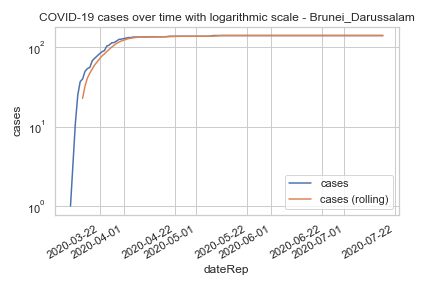 COVID-19 cases over time with logarithmic scale - Brunei_Darussalam
cases
10²
10¹
10⁰
cases
cases (rolling)
2020-03-22
2020-04-01
2020-04-22
2020-05-01
2020-05-22
2020-06-01
2020-06-22
2020-07-01
2020-07-22
dateRep